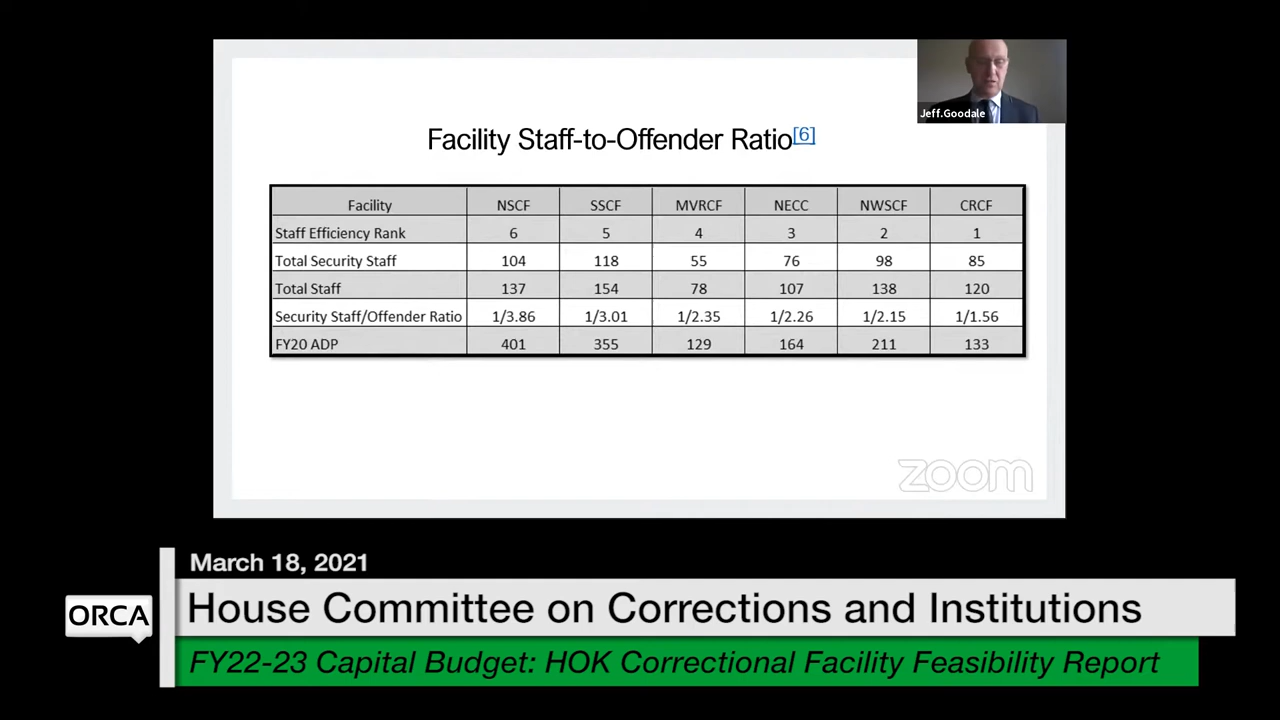 Jeff.Goodale
Facility Staff-to-Offender Ratio[6]
Facility NSCF SSCF MVRCF NECC NWSCF CRCF
Staff Efficiency Rank 6 5 4 3 2 1
Total Security Staff 104 118 55 76 98 85
Total Staff 137 154 78 107 138 120
Security Staff/Offender Ratio 1/3.86 1/3.01 1/2.35 1/2.26 1/2.15 1/1.56
FY20 ADP 401 355 129 164 211 133
zoom
March 18, 2021
ORCA
House Committee on Corrections and Institutions
FY22-23 Capital Budget: HOK Correctional Facility Feasibility Report